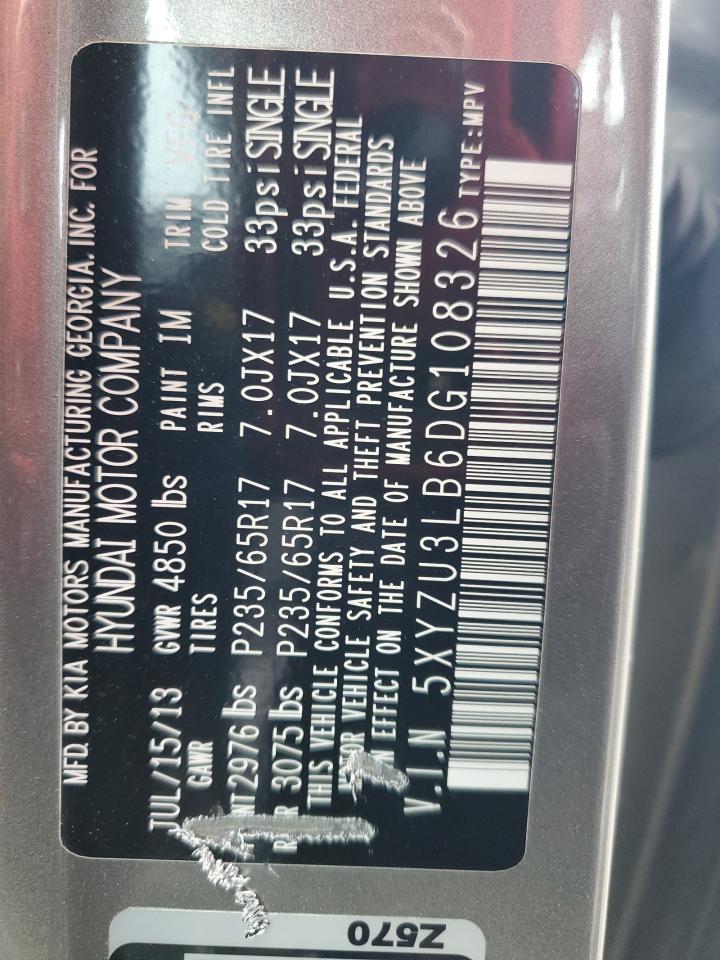 MFD. BY KIA MOTORS MANUFACTURING GEORGIA, INC. FOR
HYUNDAI MOTOR COMPANY
JUL/15/13 GVWR 4850 lbs PAINT IM TRIM VFG
GAWR TIRES RIMS COLD TIRE INFL
NT2976 lbs P235/65R17 7.0JX17 33psi SINGLE
R 3075 lbs P235/65R17 7.0JX17 33psi SINGLE
THIS VEHICLE CONFORMS TO ALL APPLICABLE U.S.A. FEDERAL
OR VEHICLE SAFETY AND THEFT PREVENTION STANDARDS
N EFFECT ON THE DATE OF MANUFACTURE SHOWN ABOVE
V.I.N 5XYZU3LB6DG108326 TYPE:MPV
Z570